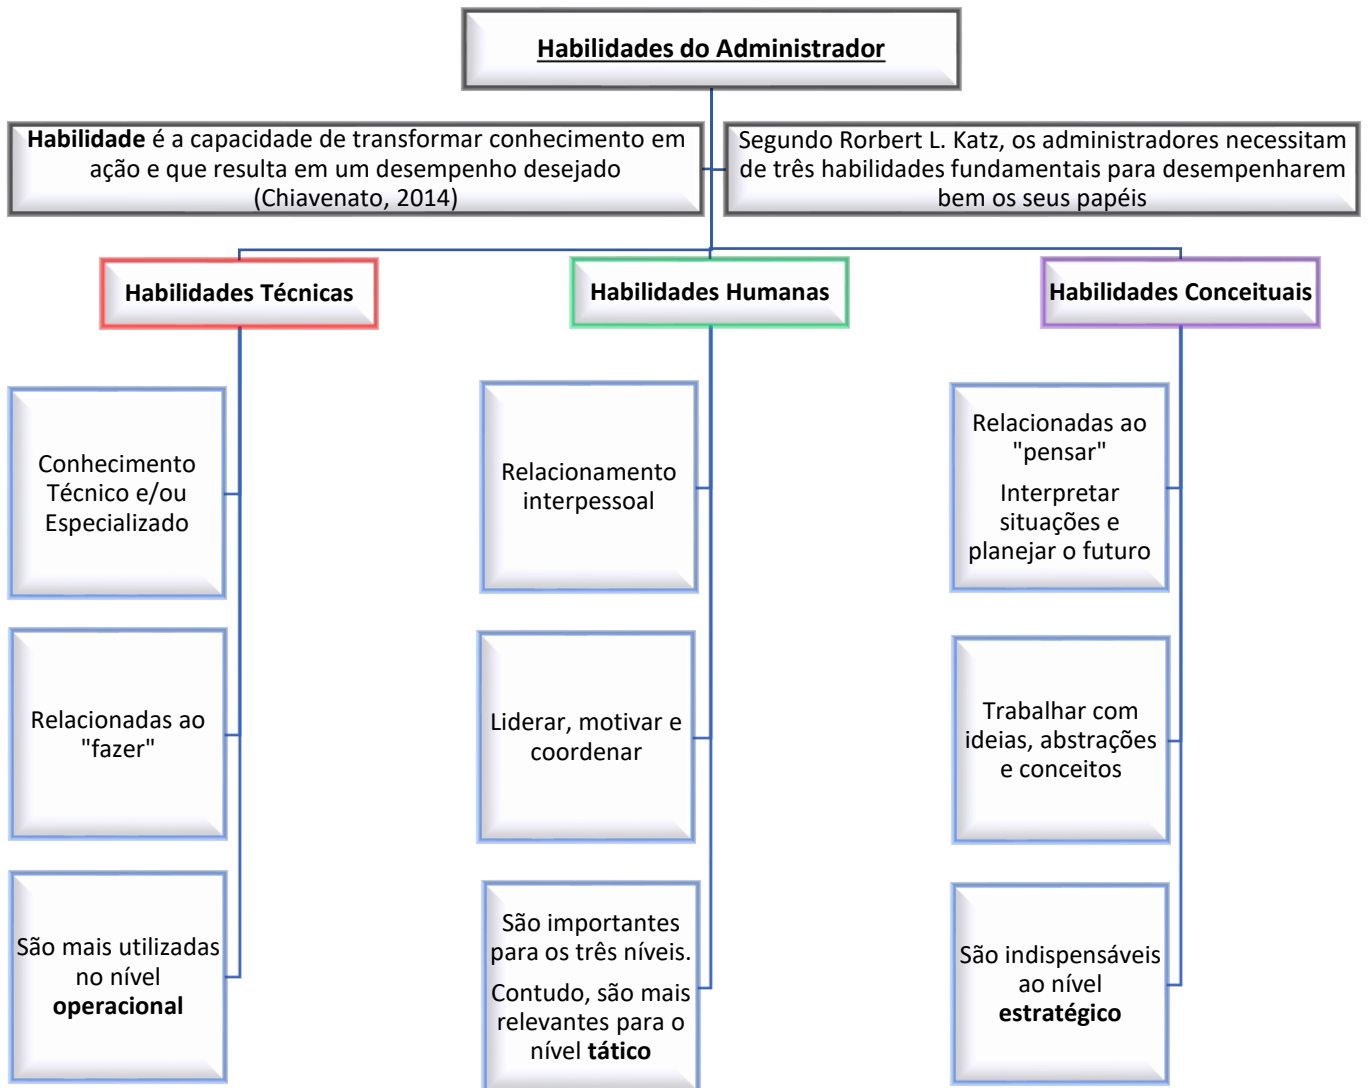 Habilidades do Administrador
Habilidade é a capacidade de transformar conhecimento em
ação e que resulta em um desempenho desejado
(Chiavenato, 2014)
Segundo Rorbert L. Katz, os administradores necessitam
de três habilidades fundamentais para desempenharem
bem os seus papéis
Habilidades Técnicas
Conhecimento
Técnico e/ou
Especializado
Relacionadas ao
"fazer"
São mais utilizadas
no nível
operacional
Habilidades Humanas
Relacionamento
interpessoal
Liderar, motivar e
coordenar
São importantes
para os três níveis.
Contudo, são mais
relevantes para o
nível tático
Habilidades Conceituais
Relacionadas ao
"pensar"
Interpretar
situações e
planejar o futuro
Trabalhar com
ideias, abstrações
e conceitos
São indispensáveis
ao nível
estratégico